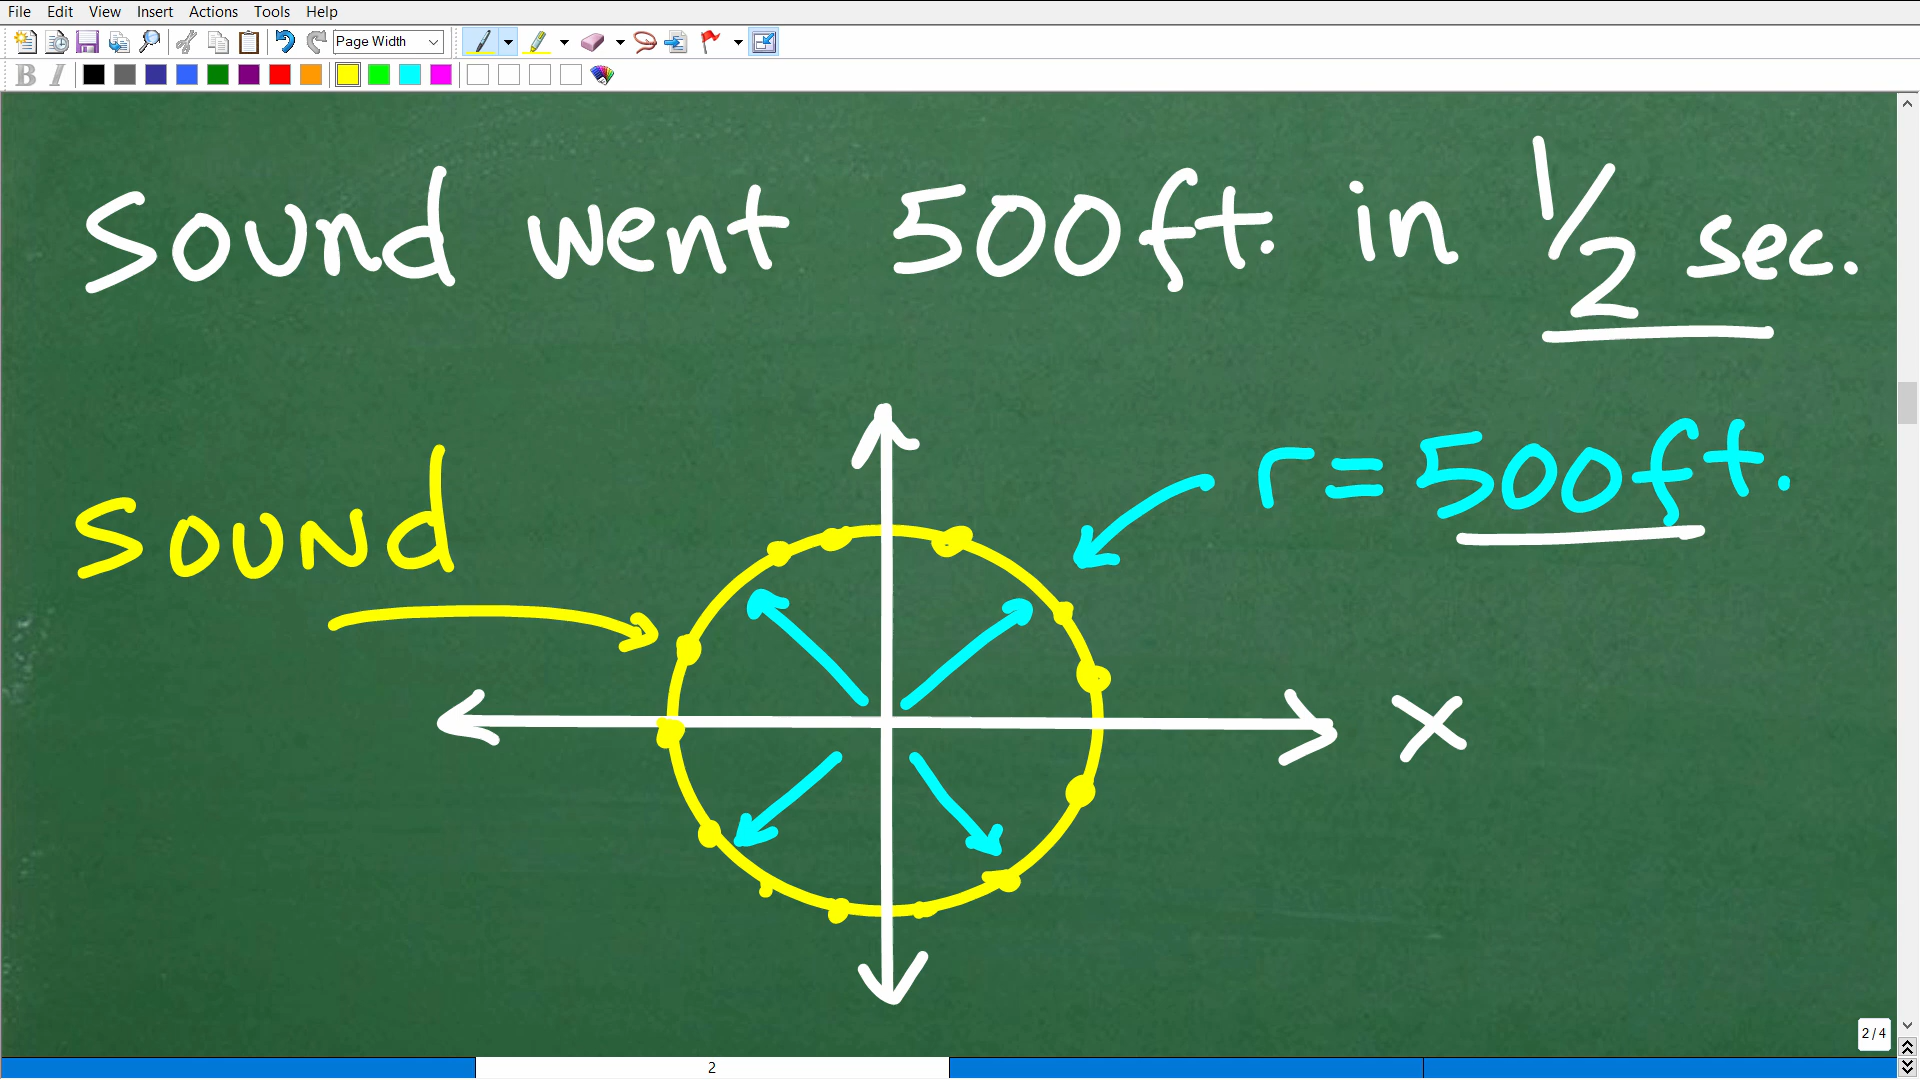 File Edit View Insert Actions Tools Help
Page Width
B I
Sound went 500ft. in 1/2 sec.
r = 500ft.
Sound
X
2 / 4
2